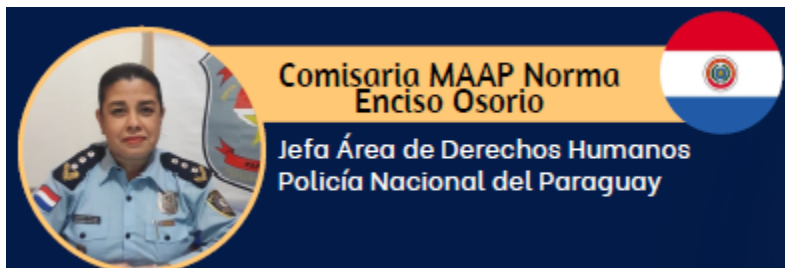 Comisaria MAAP Norma
Enciso Osorio
Jefa Área de Derechos Humanos
Policía Nacional del Paraguay